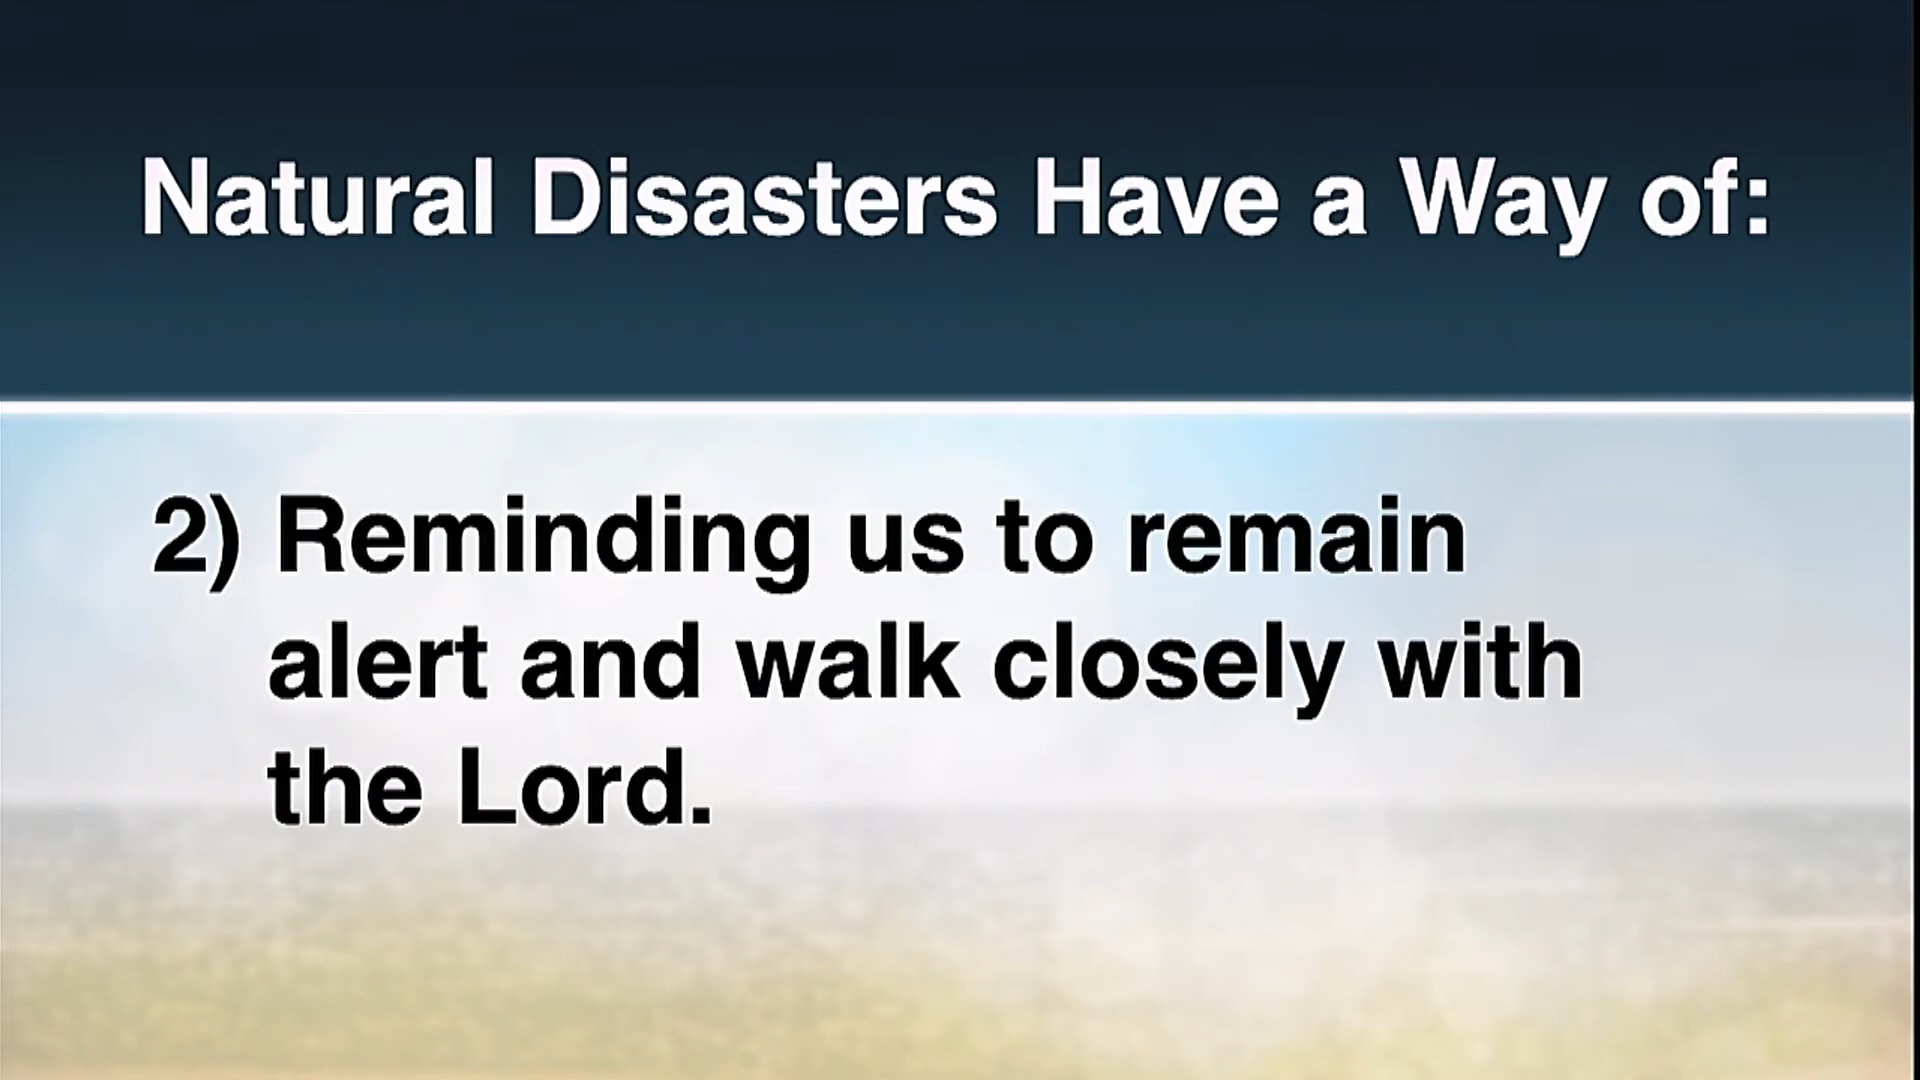 Natural Disasters Have a Way of:
2) Reminding us to remain
alert and walk closely with
the Lord.